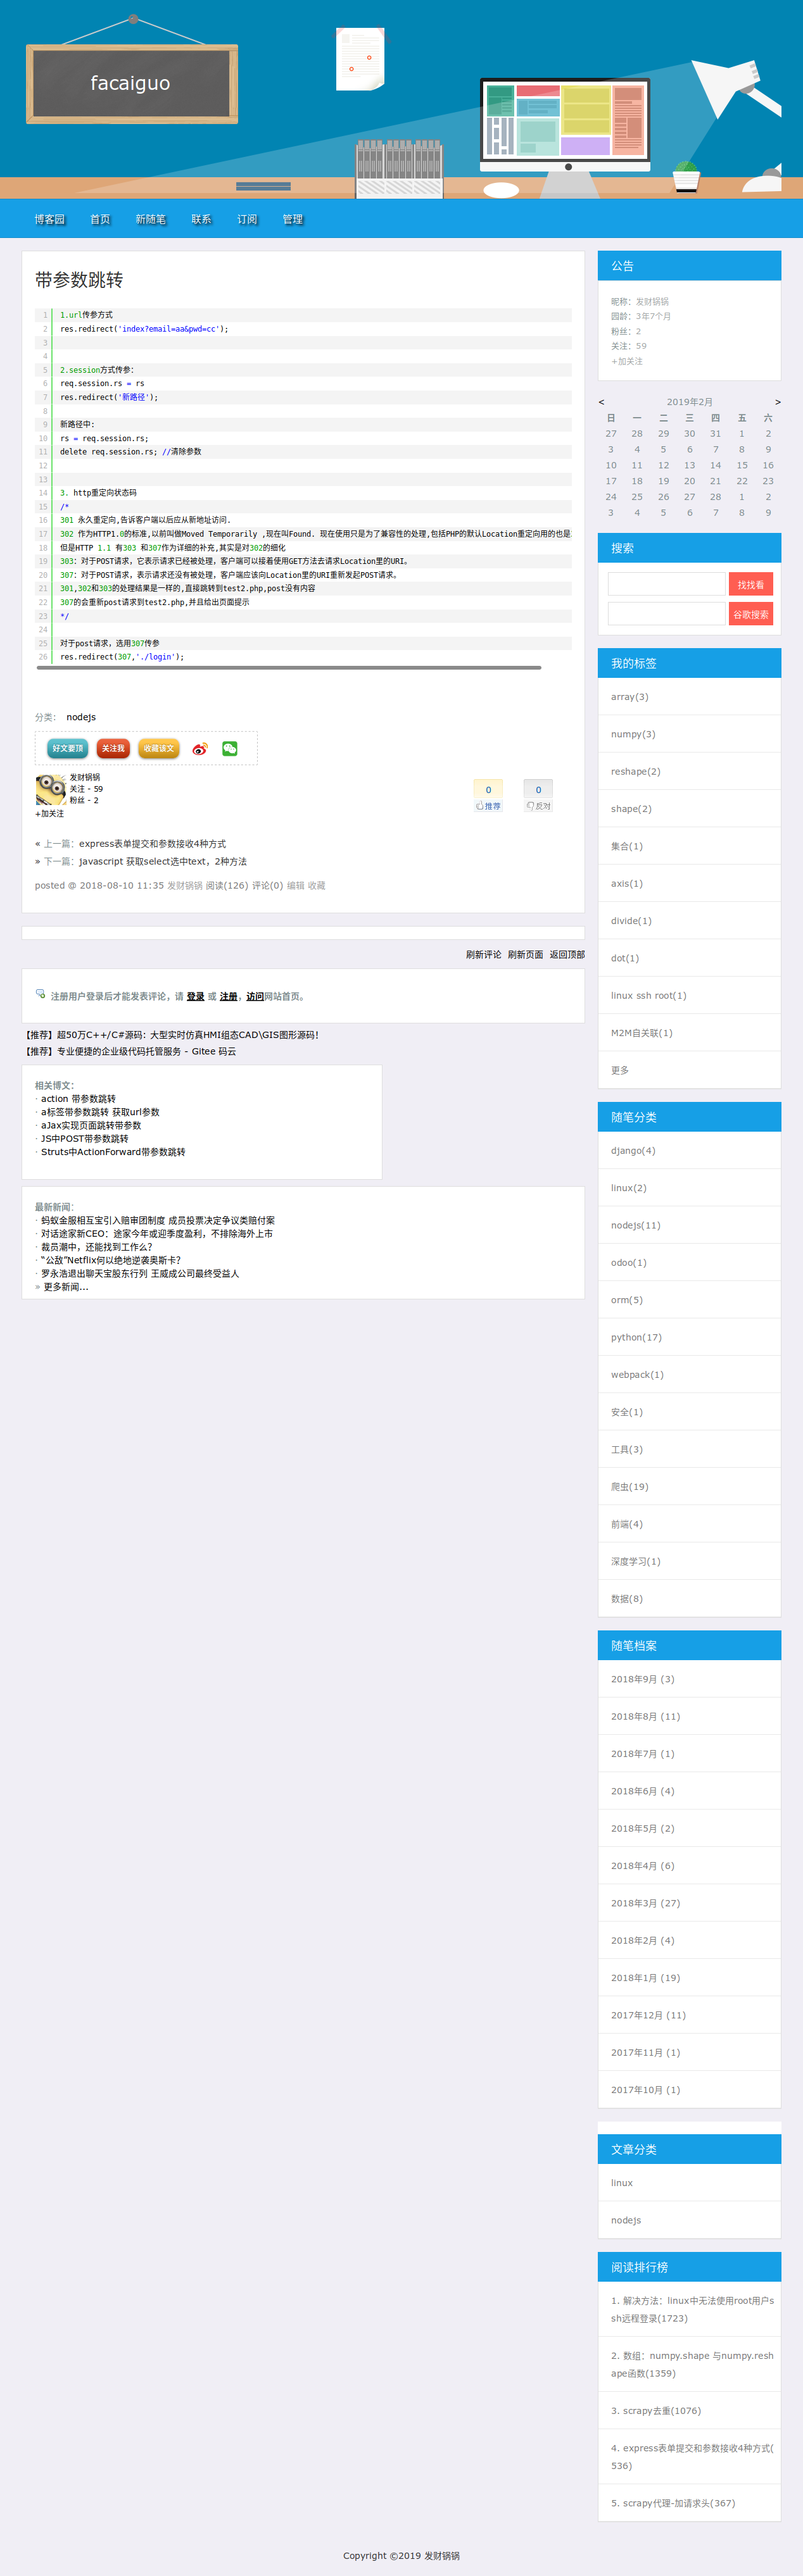 facaiguo
博客园 首页 新随笔 联系 订阅 管理
带参数跳转
1 1.url传参方式
2 res.redirect('index?email=aa&pwd=cc');
3
4
5 2.session方式传参:
6 req.session.rs = rs
7 res.redirect('新路径');
8
9 新路径中:
10 rs = req.session.rs;
11 delete req.session.rs; //清除参数
12
13
14 3. http重定向状态码
15 /*
16 301 永久重定向,告诉客户端以后应从新地址访问.
17 302 作为HTTP1.0的标准,以前叫做Moved Temporarily ,现在叫Found. 现在使用只是为了兼容性的处理,包括PHP的默认Location重定向用的也是
18 但是HTTP 1.1 有303 和307作为详细的补充,其实是对302的细化
19 303：对于POST请求，它表示请求已经被处理，客户端可以接着使用GET方法去请求Location里的URI。
20 307：对于POST请求，表示请求还没有被处理，客户端应该向Location里的URI重新发起POST请求。
21 301,302和303的处理结果是一样的,直接跳转到test2.php,post没有内容
22 307的会重新post请求到test2.php,并且给出页面提示
23 */
24
25 对于post请求，选用307传参
26 res.redirect(307,'./login');
分类： nodejs
好文要顶 关注我 收藏该文
发财锅锅
关注 - 59
粉丝 - 2
+加关注
0 0
推荐 反对
« 上一篇：express表单提交和参数接收4种方式
» 下一篇：Javascript 获取select选中text，2种方法
posted @ 2018-08-10 11:35 发财锅锅 阅读(126) 评论(0) 编辑 收藏
刷新评论 刷新页面 返回顶部
注册用户登录后才能发表评论，请 登录 或 注册，访问网站首页。
【推荐】超50万C++/C#源码：大型实时仿真HMI组态CAD\GIS图形源码！
【推荐】专业便捷的企业级代码托管服务 - Gitee 码云
相关博文：
· action 带参数跳转
· a标签带参数跳转 获取url参数
· aJax实现页面跳转带参数
· JS中POST带参数跳转
· Struts中ActionForward带参数跳转
最新新闻：
· 蚂蚁金服相互宝引入赔审团制度 成员投票决定争议类赔付案
· 对话途家新CEO：途家今年或迎季度盈利，不排除海外上市
· 裁员潮中，还能找到工作么？
· “公敌”Netflix何以绝地逆袭奥斯卡？
· 罗永浩退出聊天宝股东行列 王威成公司最终受益人
» 更多新闻...
公告
昵称：发财锅锅
园龄：3年7个月
粉丝：2
关注：59
+加关注
< 2019年2月 >
日 一 二 三 四 五 六
27 28 29 30 31 1 2
3 4 5 6 7 8 9
10 11 12 13 14 15 16
17 18 19 20 21 22 23
24 25 26 27 28 1 2
3 4 5 6 7 8 9
搜索
找找看
谷歌搜索
我的标签
array(3)
numpy(3)
reshape(2)
shape(2)
集合(1)
axis(1)
divide(1)
dot(1)
linux ssh root(1)
M2M自关联(1)
更多
随笔分类
django(4)
linux(2)
nodejs(11)
odoo(1)
orm(5)
python(17)
webpack(1)
安全(1)
工具(3)
爬虫(19)
前端(4)
深度学习(1)
数据(8)
随笔档案
2018年9月 (3)
2018年8月 (11)
2018年7月 (1)
2018年6月 (4)
2018年5月 (2)
2018年4月 (6)
2018年3月 (27)
2018年2月 (4)
2018年1月 (19)
2017年12月 (11)
2017年11月 (1)
2017年10月 (1)
文章分类
linux
nodejs
阅读排行榜
1. 解决方法：linux中无法使用root用户s
sh远程登录(1723)
2. 数组：numpy.shape 与numpy.resh
ape函数(1359)
3. scrapy去重(1076)
4. express表单提交和参数接收4种方式(
536)
5. scrapy代理-加请求头(367)
Copyright ©2019 发财锅锅